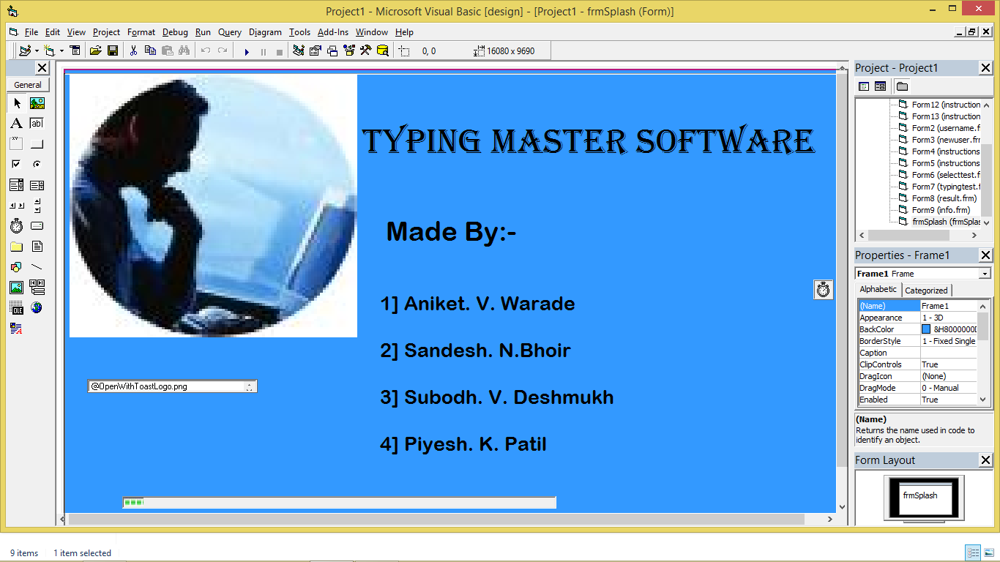 Project1 - Microsoft Visual Basic [design] - [Project1 - frmSplash (Form)]
File Edit View Project Format Debug Run Query Diagram Tools Add-Ins Window Help
0, 0 16080 x 9690
General
A ab|
xy
OLE
TYPING MASTER SOFTWARE
Made By:-
1] Aniket. V. Warade
2] Sandesh. N.Bhoir
3] Subodh. V. Deshmukh
4] Piyesh. K. Patil
@OpenWithToastLogo.png
Project - Project1
Form12 (instruction
Form13 (instruction
Form2 (username.f
Form3 (newuser.frm
Form4 (instructions
Form5 (instructions
Form6 (selecttest.f
Form7 (typingtest.f
Form8 (result.frm)
Form9 (info.frm)
frmSplash (frmSplas
Properties - Frame1
Frame1 Frame
Alphabetic Categorized
(Name) Frame1
Appearance 1 - 3D
BackColor &H8000000D
BorderStyle 1 - Fixed Single
Caption
ClipControls True
DragIcon (None)
DragMode 0 - Manual
Enabled True
(Name)
Returns the name used in code to
identify an object.
Form Layout
frmSplash
9 items 1 item selected